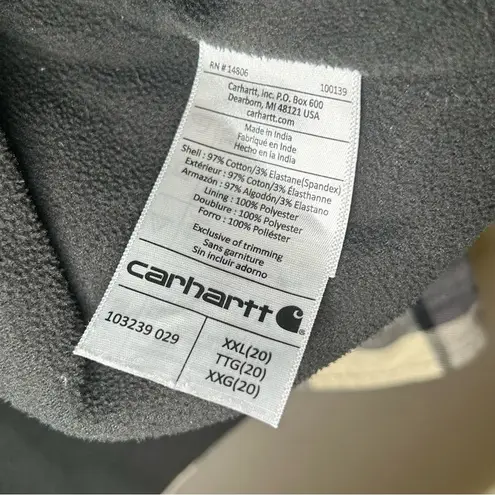 RN # 14806 100139
Carhartt, Inc. P.O. Box 600
Dearborn, MI 48121 USA
carhartt.com
Made in India
Fabriqué en Inde
Hecho en la India
Shell : 97% Cotton/3% Elastane(Spandex)
Extérieur : 97% Coton/3% Élasthanne
Armazón : 97% Algodón/3% Elastano
Lining : 100% Polyester
Doublure : 100% Polyester
Forro : 100% Poliéster
Exclusive of trimming
Sans garniture
Sin incluir adorno
carhartt
103239 029
XXL(20)
TTG(20)
XXG(20)